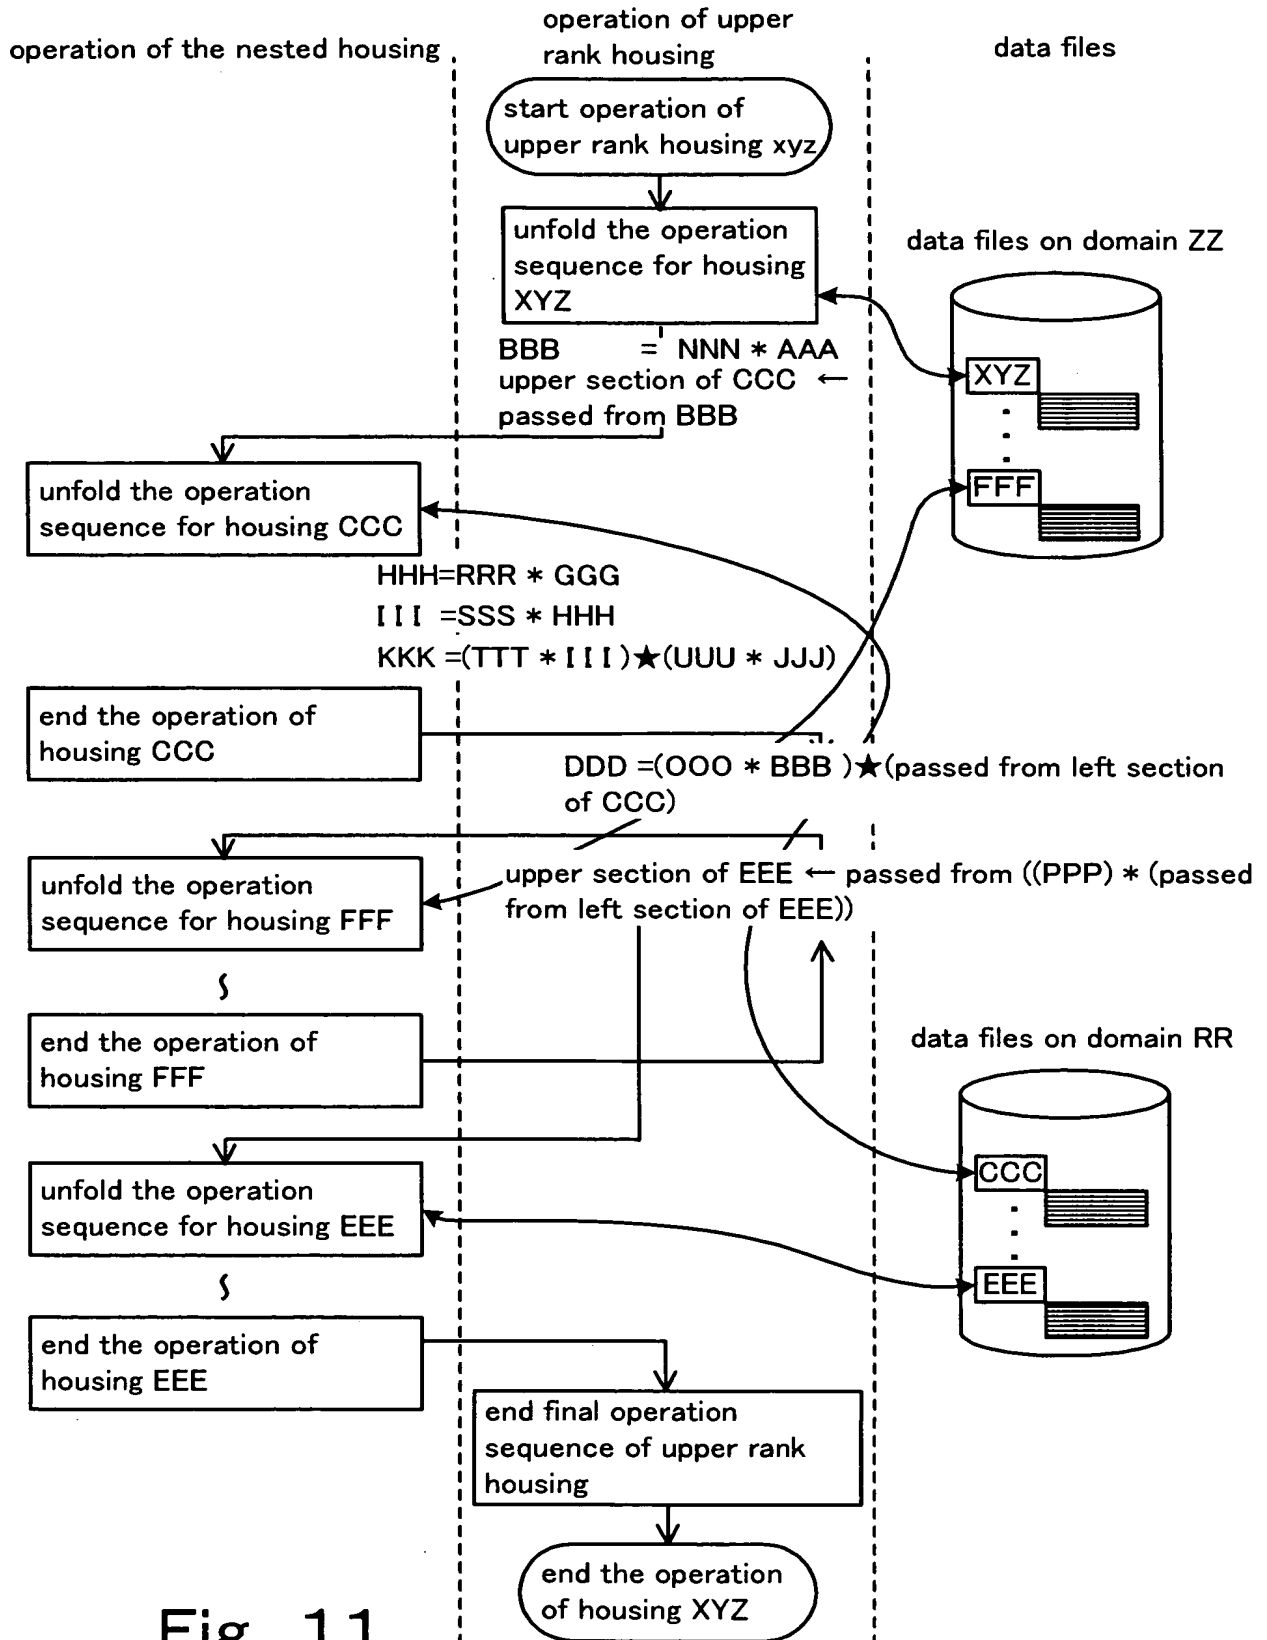 operation of the nested housing
operation of upper
rank housing
data files
start operation of
upper rank housing xyz
unfold the operation
sequence for housing
XYZ
data files on domain ZZ
XYZ
FFF
BBB = NNN * AAA
upper section of CCC ←
passed from BBB
unfold the operation
sequence for housing CCC
HHH=RRR * GGG
III =SSS * HHH
KKK =(TTT * III)★(UUU * JJJ)
end the operation of
housing CCC
DDD =(OOO * BBB )★(passed from left section
of CCC)
unfold the operation
sequence for housing FFF
upper section of EEE ← passed from ((PPP) * (passed
from left section of EEE))
end the operation of
housing FFF
data files on domain RR
CCC
EEE
unfold the operation
sequence for housing EEE
end the operation of
housing EEE
end final operation
sequence of upper rank
housing
end the operation
of housing XYZ
Fig. 11